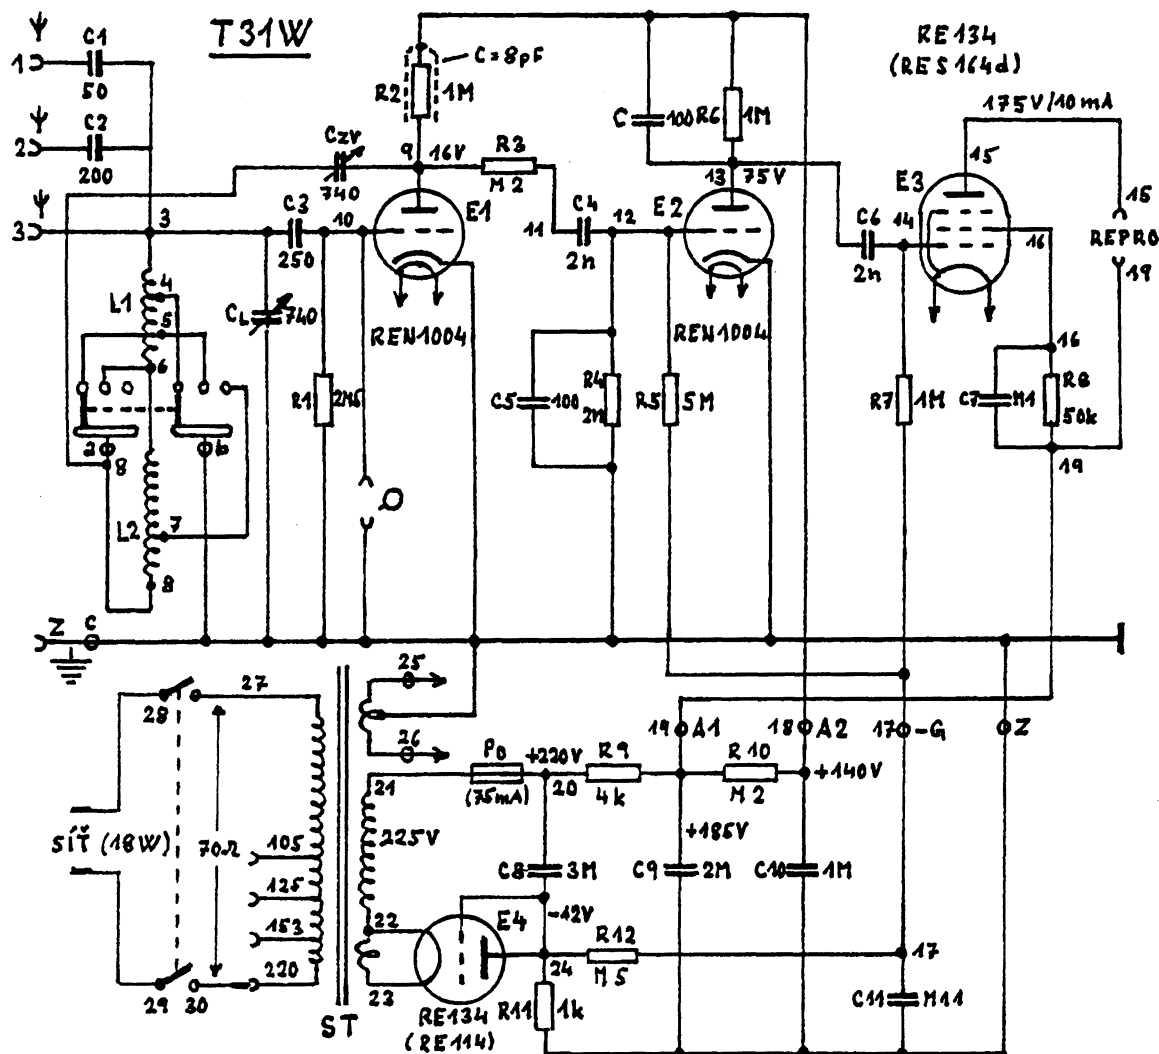 T31W
C1
50
1
C2
200
2
3
3
C=8pF
R2
1M
CZV
740
9
16V
R3
M2
C3
250
10
E1
REN1004
L1
4
5
6
CL
740
R1
2M5
a
b
8
L2
7
8
C
100
R6
1M
13
75V
11
C4
2n
12
E2
REN1004
C5
100
R4
2M
R5
5M
RE134
(RES164d)
175V/10mA
15
E3
C6
2n
14
16
15
REPRO
19
16
R7
1M
C7
M1
R8
50k
19
Z
C
25
26
27
28
SÍŤ (18W)
70Ω
105
125
153
220
29
30
ST
21
225V
22
23
P0
(75mA)
+220V
20
R9
4k
19
A1
R10
M2
18
A2
+140V
17
-G
Z
+185V
C8
3M
C9
2M
C10
1M
-12V
E4
RE134
(RE114)
24
R12
M5
R11
1k
17
C11
M11